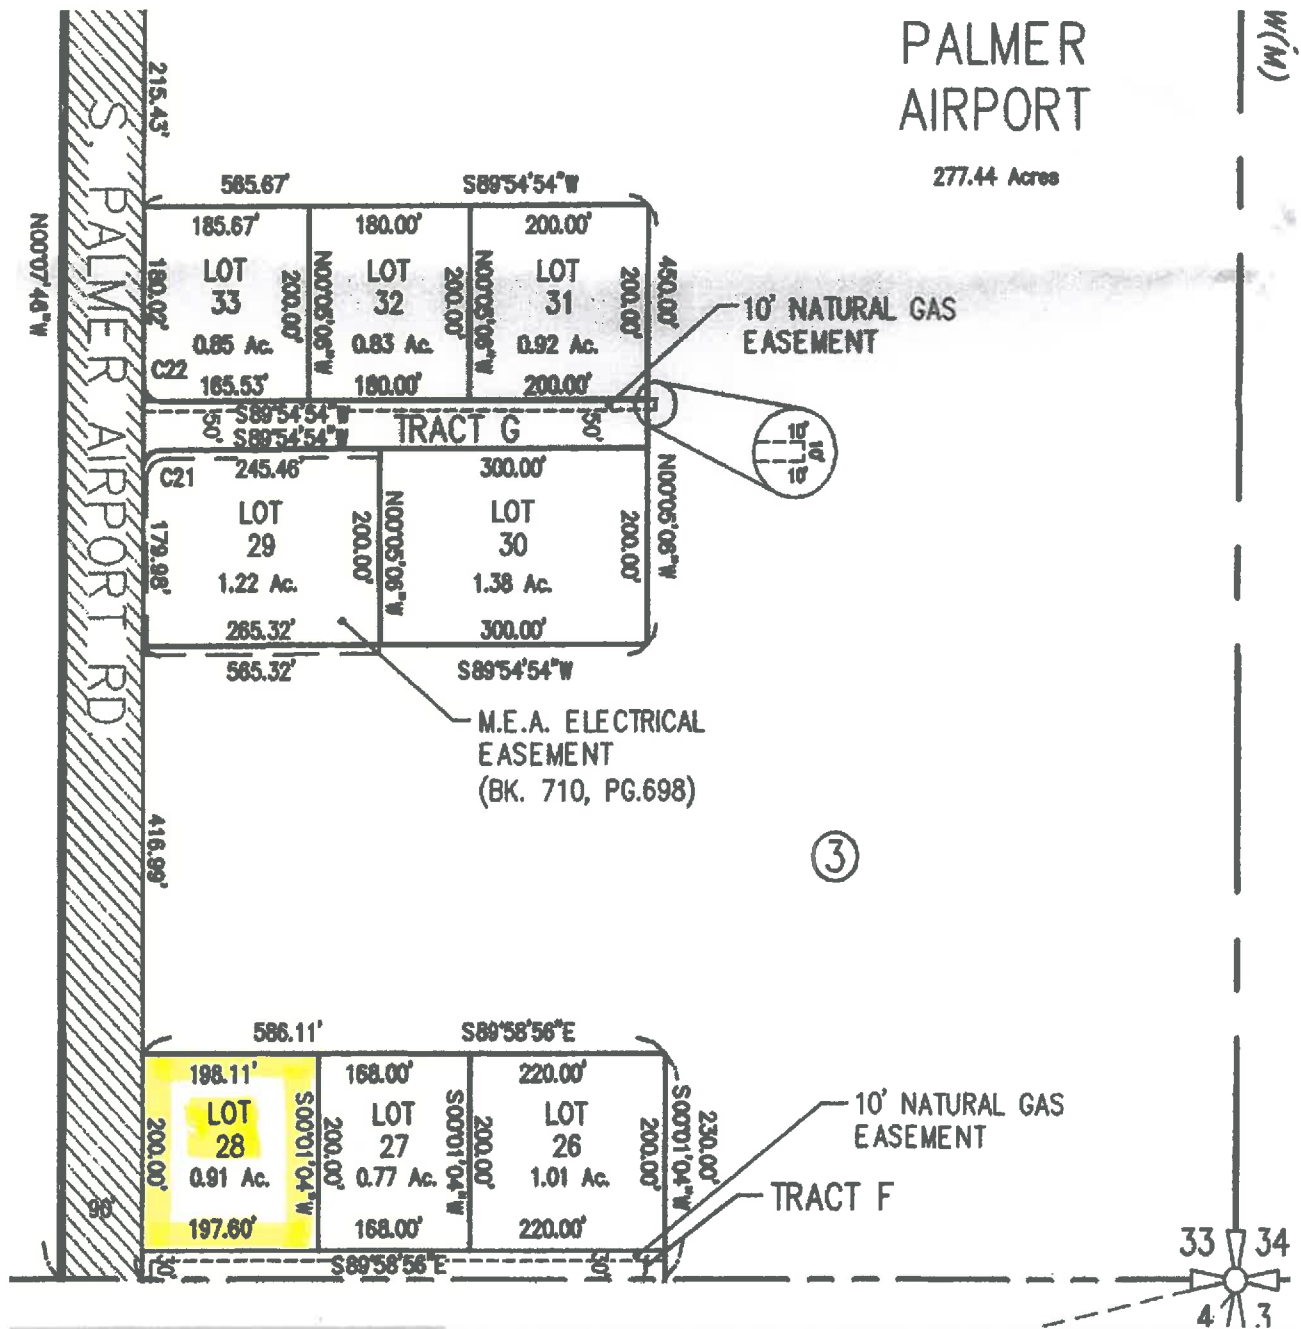 PALMER
AIRPORT
277.44 Acres
W(M)
215.43'
S. PALMER AIRPORT RD
N00°07'46"W
565.67' S89°54'54"W
185.67' 180.00' 200.00'
LOT
33
0.85 Ac.
165.53'
180.02'
C22
200.00'
N00°05'06"W
LOT
32
0.83 Ac.
180.00'
200.00'
N00°05'06"W
LOT
31
0.92 Ac.
200.00'
200.00'
450.00'
10' NATURAL GAS
EASEMENT
S89°54'54"W
50' TRACT G 50'
S89°54'54"W
10'
10'
10'
C21
245.46'
LOT
29
1.22 Ac.
265.32'
179.98'
200.00'
N00°05'06"W
300.00'
LOT
30
1.38 Ac.
300.00'
200.00'
N00°05'06"W
565.32' S89°54'54"W
M.E.A. ELECTRICAL
EASEMENT
(BK. 710, PG.698)
416.99'
3
586.11' S89°58'56"E
198.11' 168.00' 220.00'
LOT
28
0.91 Ac.
197.60'
200.00'
S00°01'04"W
LOT
27
0.77 Ac.
168.00'
200.00'
S00°01'04"W
LOT
26
1.01 Ac.
220.00'
200.00'
200.00'
S00°01'04"W
230.00'
10' NATURAL GAS
EASEMENT
TRACT F
30' S89°58'56"E 30'
33 34
4 3